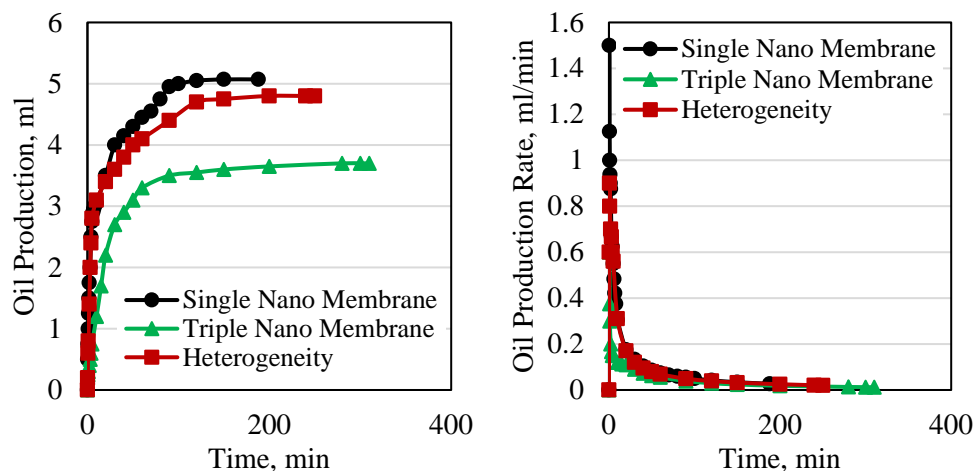 6
5
4
3
2
1
0
0
200
400
Oil Production, ml
Time, min
Single Nano Membrane
Triple Nano Membrane
Heterogeneity
1.6
1.4
1.2
1
0.8
0.6
0.4
0.2
0
0
200
400
Oil Production Rate, ml/min
Time, min
Single Nano Membrane
Triple Nano Membrane
Heterogeneity